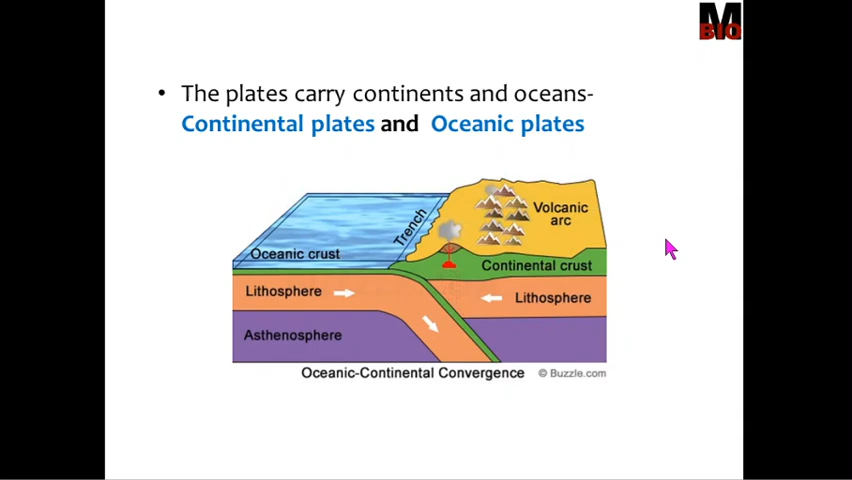 M
BIO
• The plates carry continents and oceans-
Continental plates and Oceanic plates
Volcanic
arc
Trench
Oceanic crust
Continental crust
Lithosphere
Lithosphere
Asthenosphere
Oceanic-Continental Convergence
© Buzzle.com